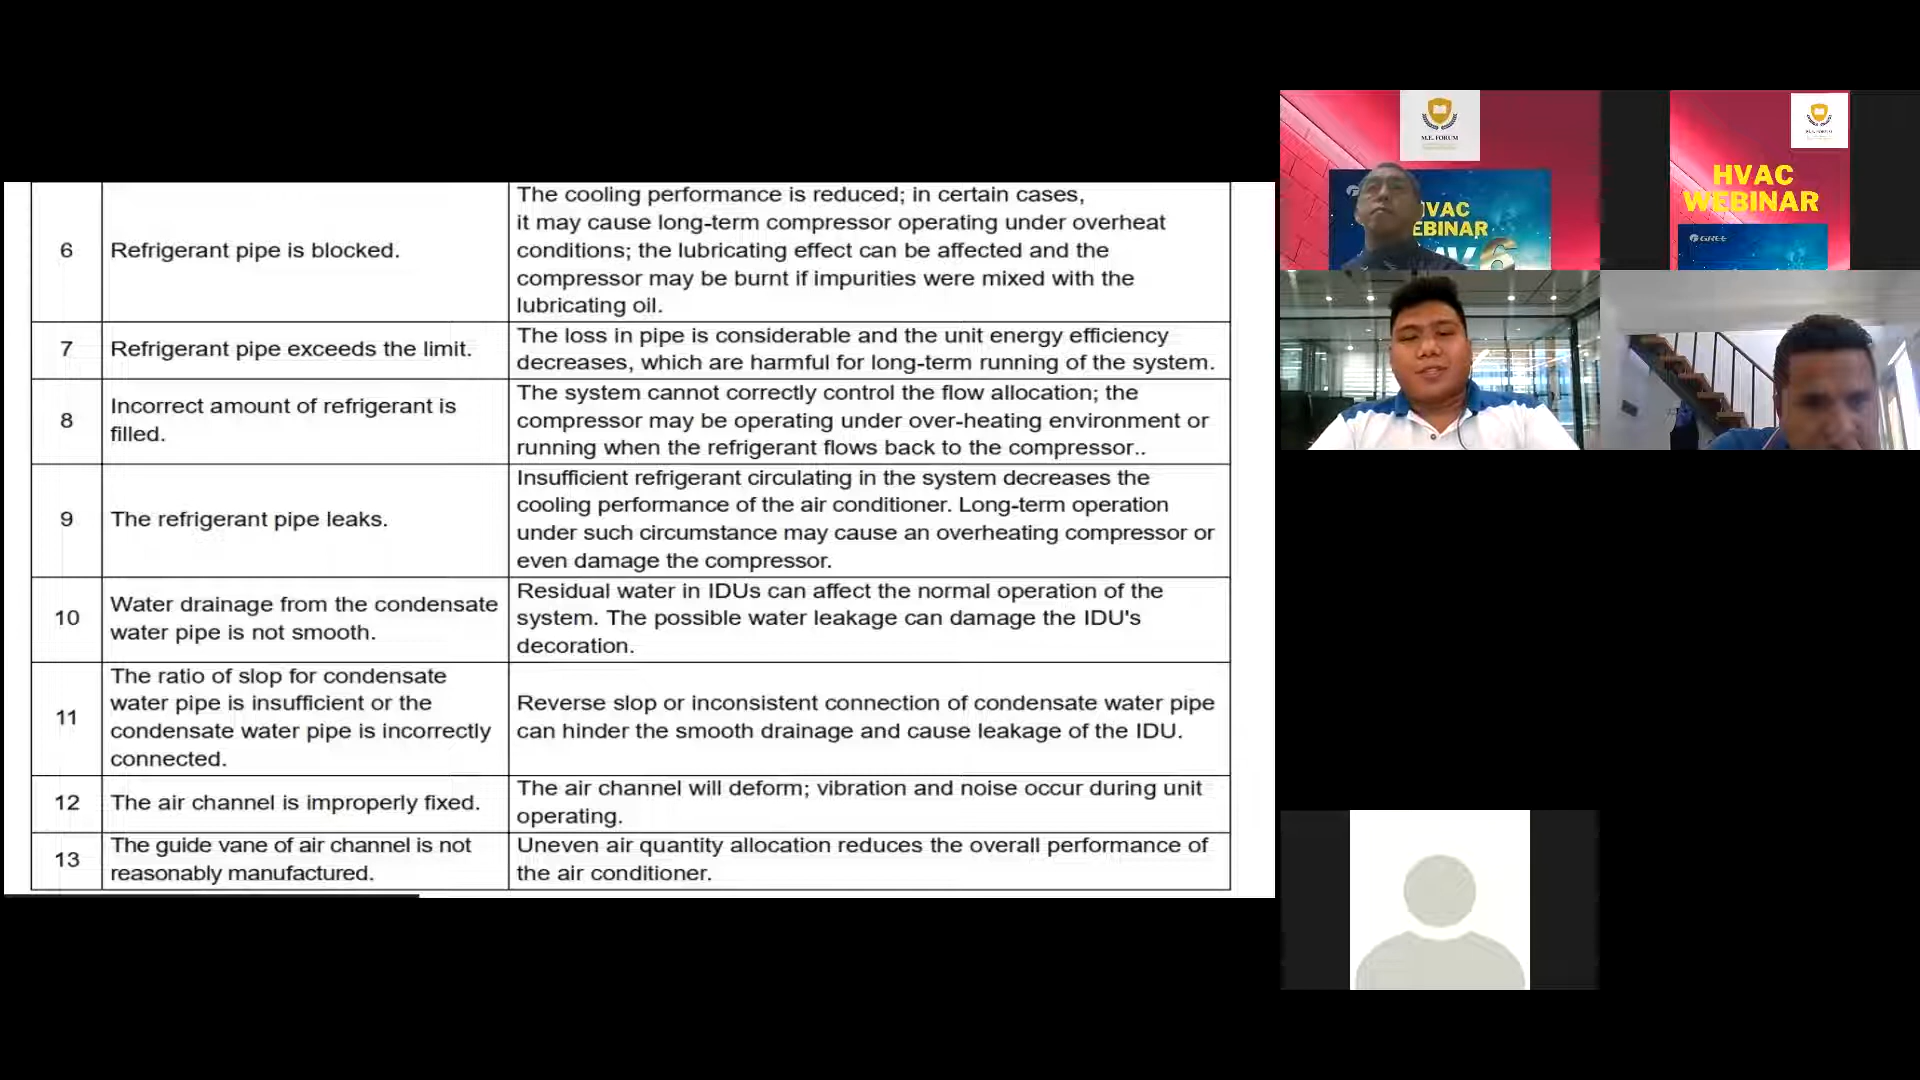 6
Refrigerant pipe is blocked.
The cooling performance is reduced; in certain cases,
it may cause long-term compressor operating under overheat
conditions; the lubricating effect can be affected and the
compressor may be burnt if impurities were mixed with the
lubricating oil.
7
Refrigerant pipe exceeds the limit.
The loss in pipe is considerable and the unit energy efficiency
decreases, which are harmful for long-term running of the system.
8
Incorrect amount of refrigerant is
filled.
The system cannot correctly control the flow allocation; the
compressor may be operating under over-heating environment or
running when the refrigerant flows back to the compressor..
9
The refrigerant pipe leaks.
Insufficient refrigerant circulating in the system decreases the
cooling performance of the air conditioner. Long-term operation
under such circumstance may cause an overheating compressor or
even damage the compressor.
10
Water drainage from the condensate
water pipe is not smooth.
Residual water in IDUs can affect the normal operation of the
system. The possible water leakage can damage the IDU's
decoration.
11
The ratio of slop for condensate
water pipe is insufficient or the
condensate water pipe is incorrectly
connected.
Reverse slop or inconsistent connection of condensate water pipe
can hinder the smooth drainage and cause leakage of the IDU.
12
The air channel is improperly fixed.
The air channel will deform; vibration and noise occur during unit
operating.
13
The guide vane of air channel is not
reasonably manufactured.
Uneven air quantity allocation reduces the overall performance of
the air conditioner.
M.E. FORUM
VAC
EBINAR
6
HVAC
WEBINAR
GREE